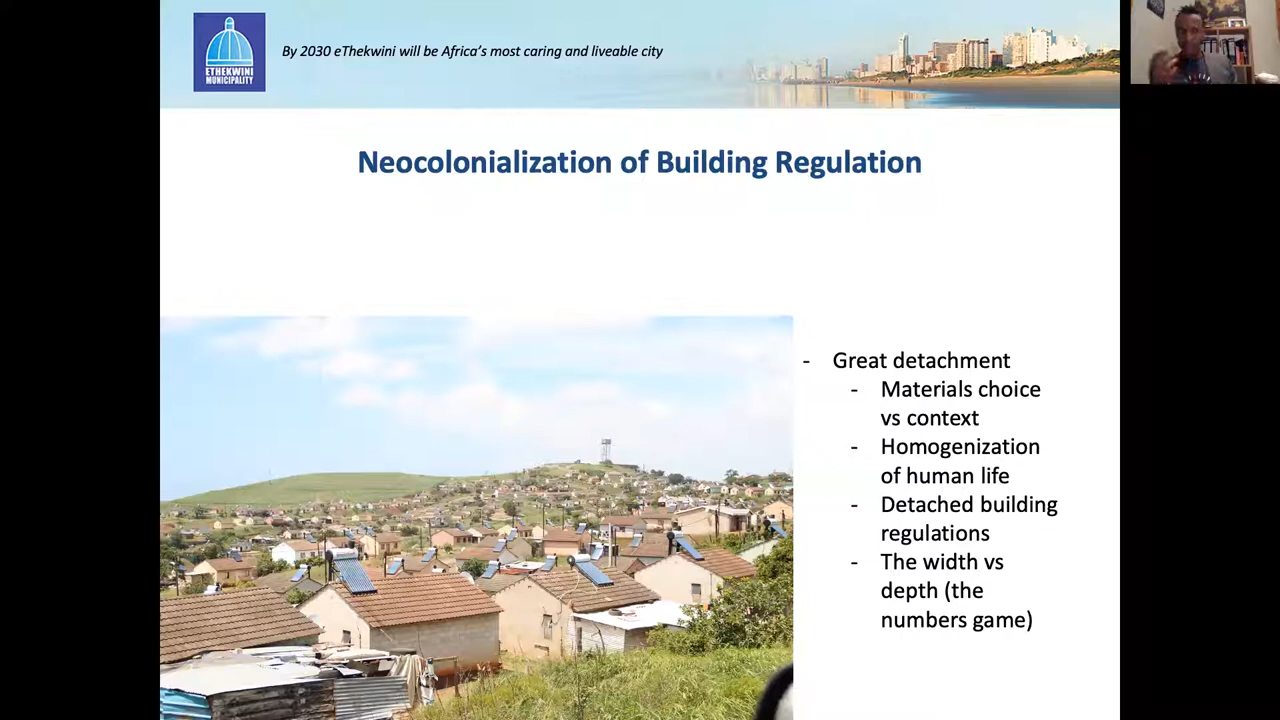 ETHEKWINI
MUNICIPALITY
By 2030 eThekwini will be Africa's most caring and liveable city
Neocolonialization of Building Regulation
- Great detachment
- Materials choice
vs context
- Homogenization
of human life
- Detached building
regulations
- The width vs
depth (the
numbers game)